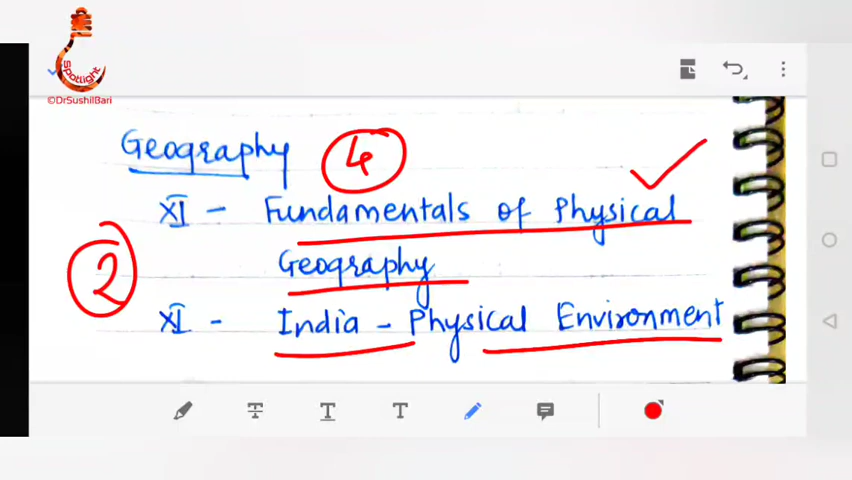 Spotlight
©DrSushilBari
Geography 4
XI - Fundamentals of Physical
2 Geography
XI - India - Physical Environment
T T T